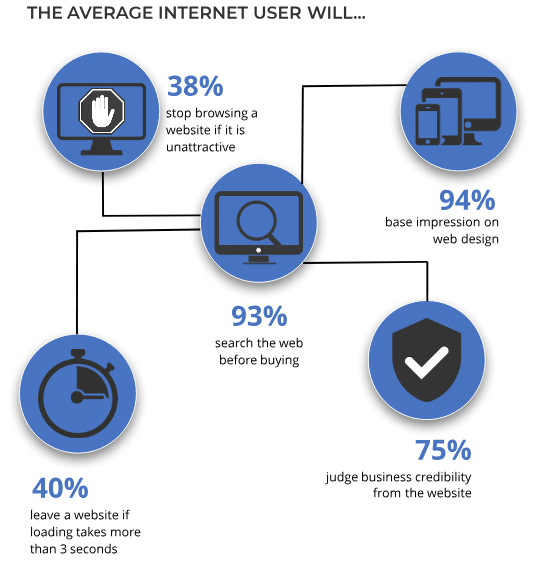 THE AVERAGE INTERNET USER WILL...
38%
stop browsing a
website if it is
unattractive
94%
base impression on
web design
93%
search the web
before buying
75%
judge business credibility
from the website
40%
leave a website if
loading takes more
than 3 seconds